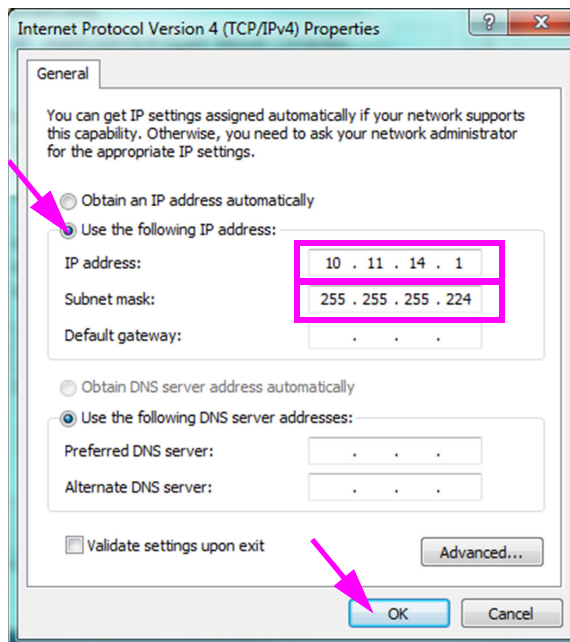 Internet Protocol Version 4 (TCP/IPv4) Properties
?
X
General
You can get IP settings assigned automatically if your network supports
this capability. Otherwise, you need to ask your network administrator
for the appropriate IP settings.
Obtain an IP address automatically
Use the following IP address:
IP address: 10 . 11 . 14 . 1
Subnet mask: 255 . 255 . 255 . 224
Default gateway: . . .
Obtain DNS server address automatically
Use the following DNS server addresses:
Preferred DNS server: . . .
Alternate DNS server: . . .
Validate settings upon exit Advanced...
OK Cancel